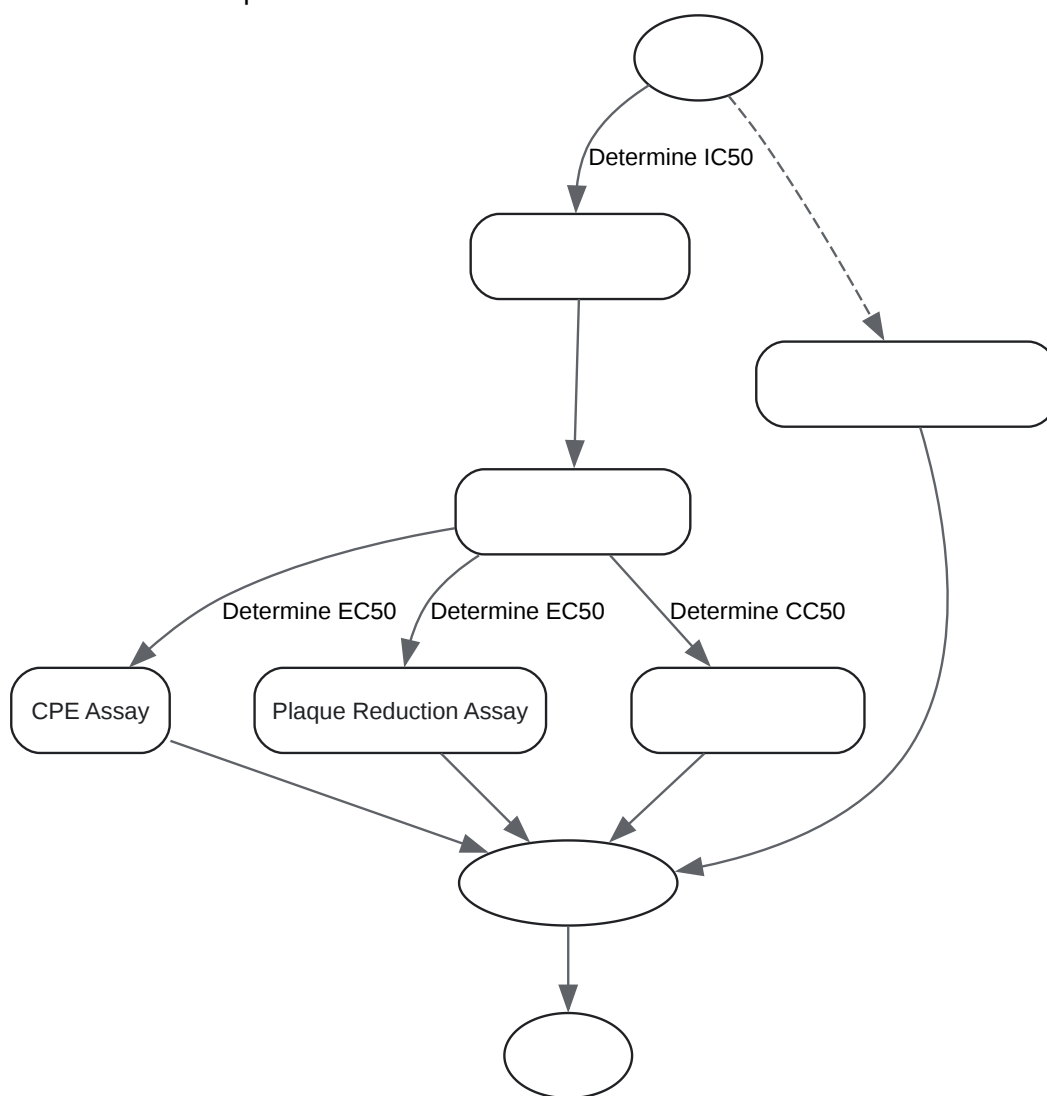 Determine IC50
Determine EC50
Determine EC50
Determine CC50
CPE Assay
Plaque Reduction Assay